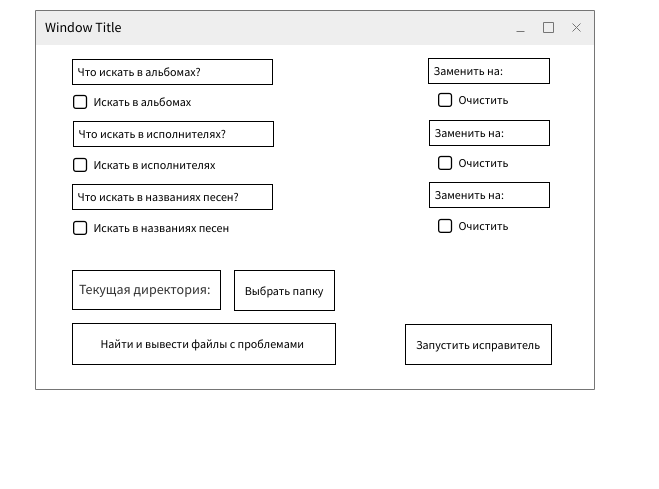 Window Title
Что искать в альбомах?
Заменить на:
Искать в альбомах
Очистить
Что искать в исполнителях?
Заменить на:
Искать в исполнителях
Очистить
Что искать в названиях песен?
Заменить на:
Искать в названиях песен
Очистить
Текущая директория:
Выбрать папку
Найти и вывести файлы с проблемами
Запустить исправитель